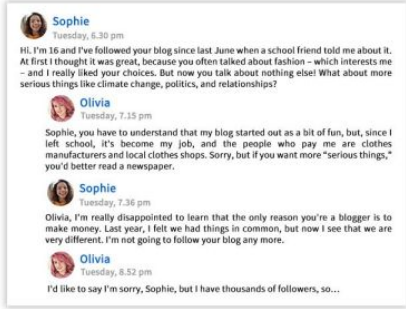 Sophie
Tuesday, 6.30 pm
Hi. I'm 16 and I've followed your blog since last June when a school friend told me about it.
At first I thought it was great, because you often talked about fashion – which interests me
– and I really liked your choices. But now you talk about nothing else! What about more
serious things like climate change, politics, and relationships?
Olivia
Tuesday, 7.15 pm
Sophie, you have to understand that my blog started out as a bit of fun, but, since I
left school, it's become my job, and the people who pay me are clothes
manufacturers and local clothes shops. Sorry, but if you want more "serious things,"
you'd better read a newspaper.
Sophie
Tuesday, 7.36 pm
Olivia, I'm really disappointed to learn that the only reason you're a blogger is to
make money. Last year, I felt we had things in common, but now I see that we are
very different. I'm not going to follow your blog any more.
Olivia
Tuesday, 8.52 pm
I'd like to say I'm sorry, Sophie, but I have thousands of followers, so...